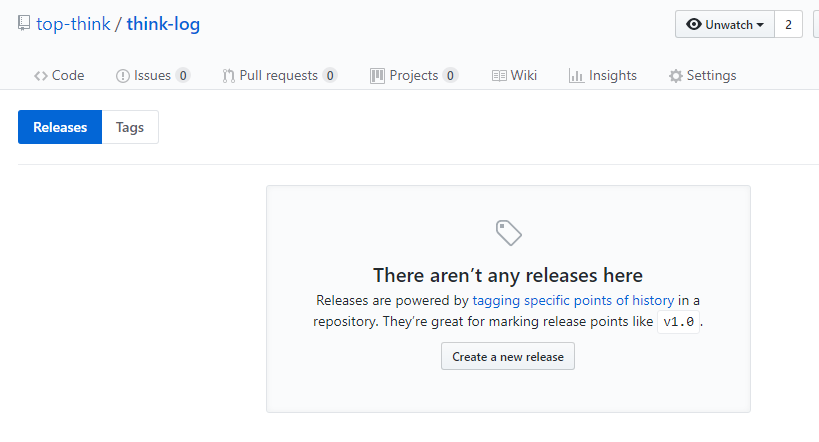 top-think / think-log
Unwatch 2
Code Issues 0 Pull requests 0 Projects 0 Wiki Insights Settings
Releases Tags
There aren’t any releases here
Releases are powered by tagging specific points of history in a
repository. They’re great for marking release points like v1.0.
Create a new release